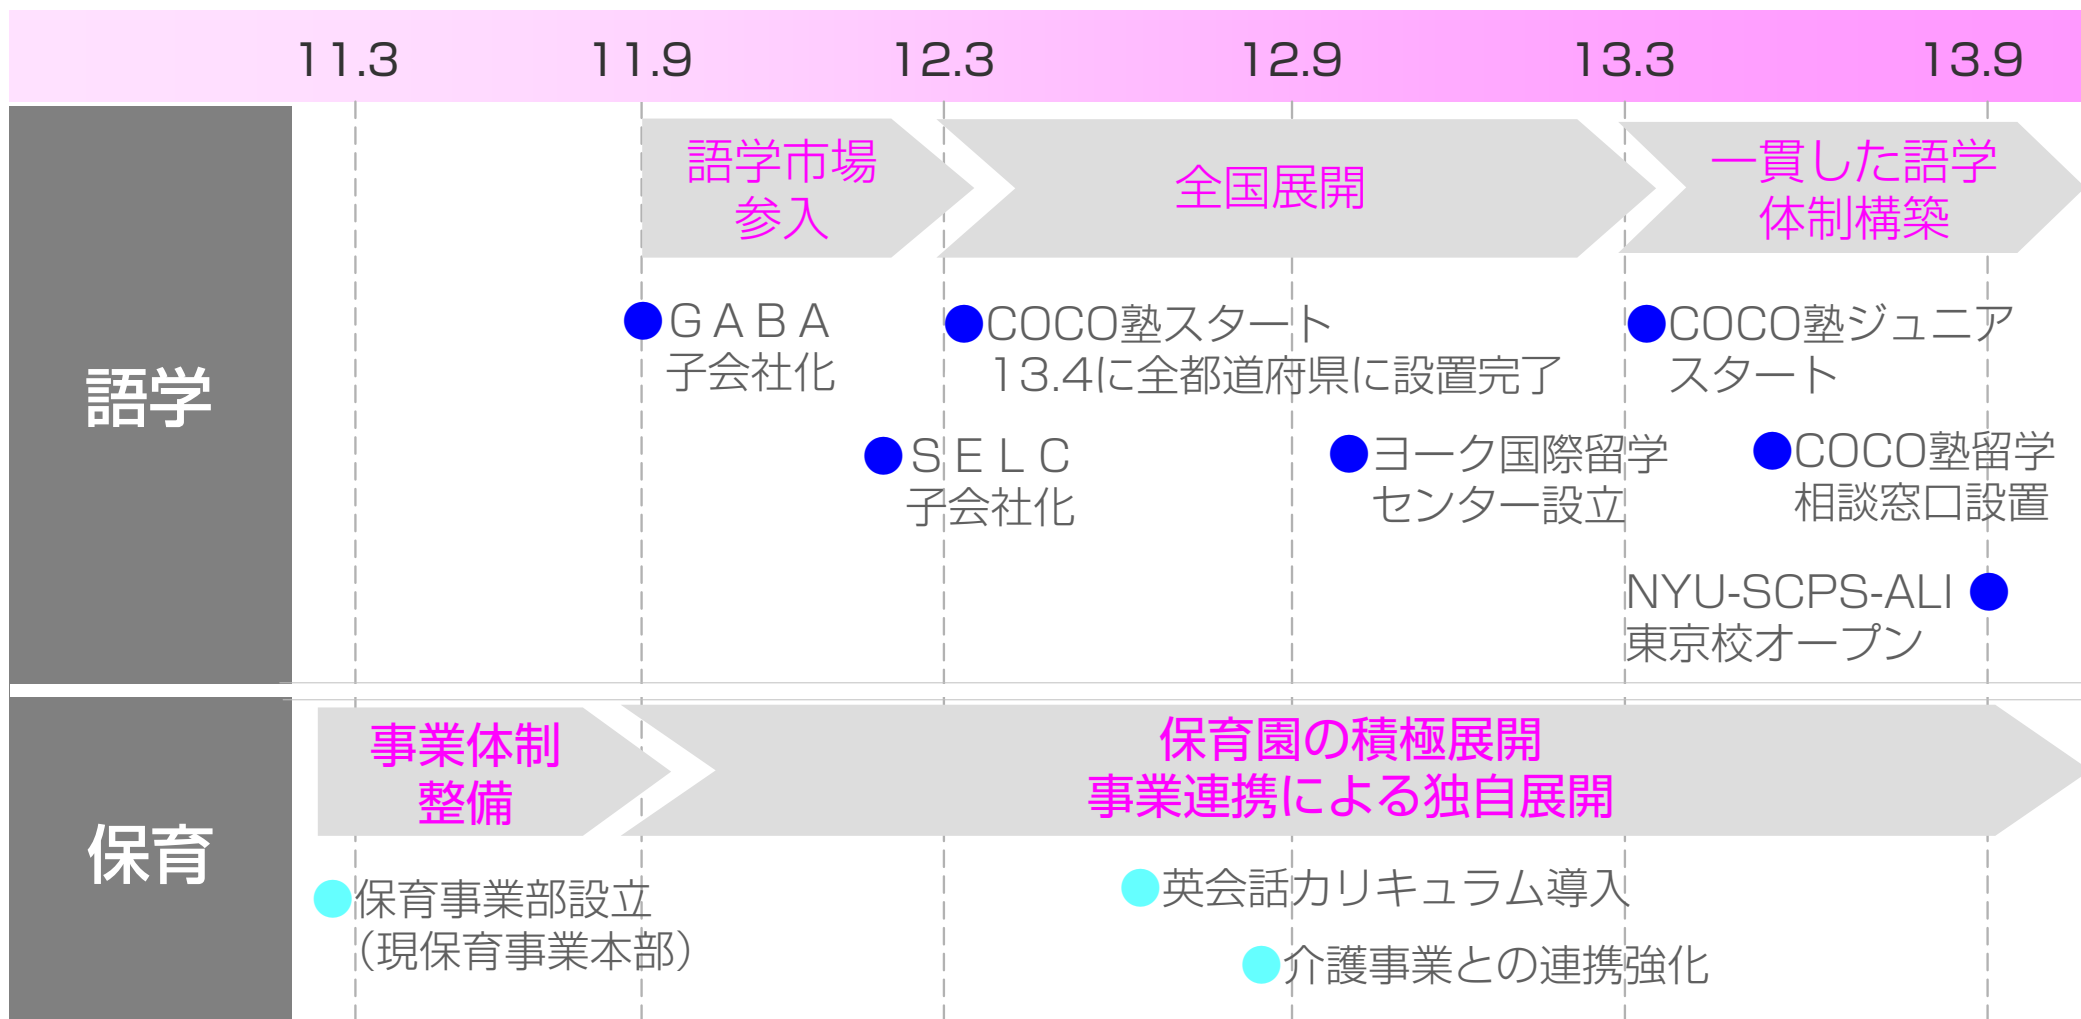 11.3 11.9 12.3 12.9 13.3 13.9
語学
語学市場
参入
全国展開
一貫した語学
体制構築
●ＧＡＢＡ
子会社化
●COCO塾スタート
13.4に全都道府県に設置完了
●COCO塾ジュニア
スタート
●ＳＥＬＣ
子会社化
●ヨーク国際留学
センター設立
●COCO塾留学
相談窓口設置
NYU-SCPS-ALI ●
東京校オープン
保育
事業体制
整備
保育園の積極展開
事業連携による独自展開
●保育事業部設立
（現保育事業本部）
●英会話カリキュラム導入
●介護事業との連携強化